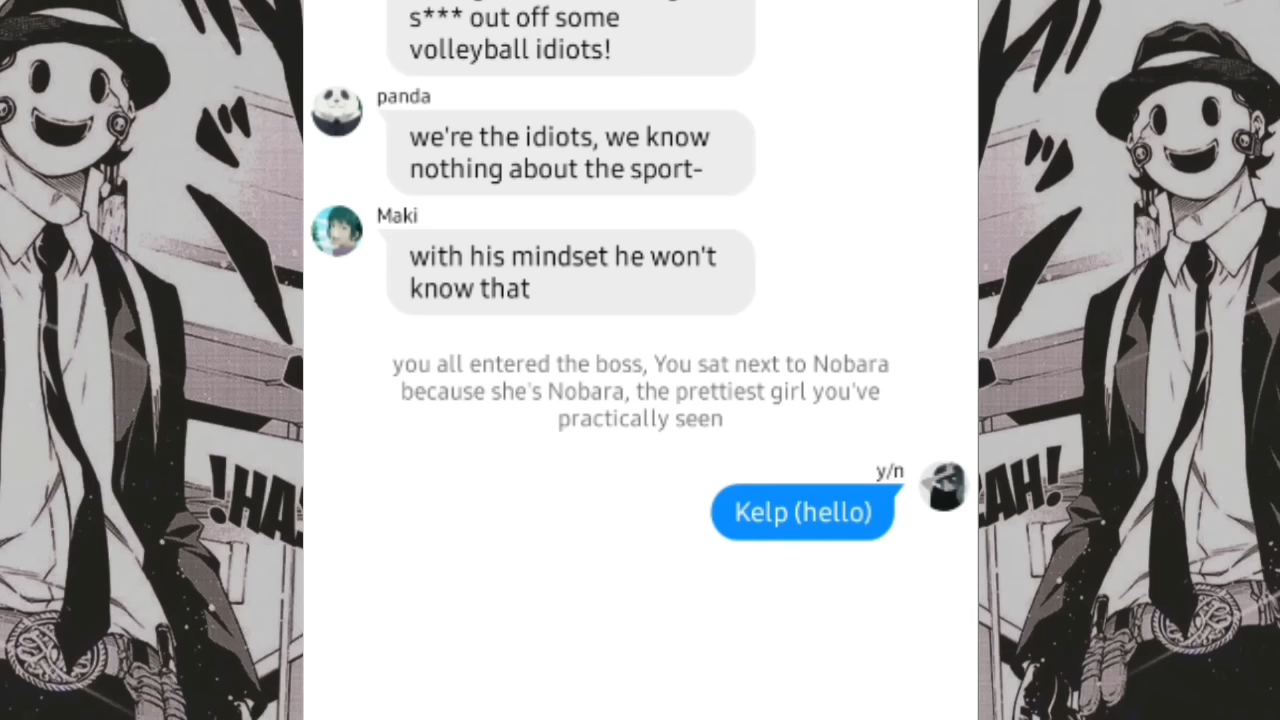 s*** out off some
volleyball idiots!
panda
we're the idiots, we know
nothing about the sport-
Maki
with his mindset he won't
know that
you all entered the boss, You sat next to Nobara
because she's Nobara, the prettiest girl you've
practically seen
y/n
Kelp (hello)
!HA
AH!